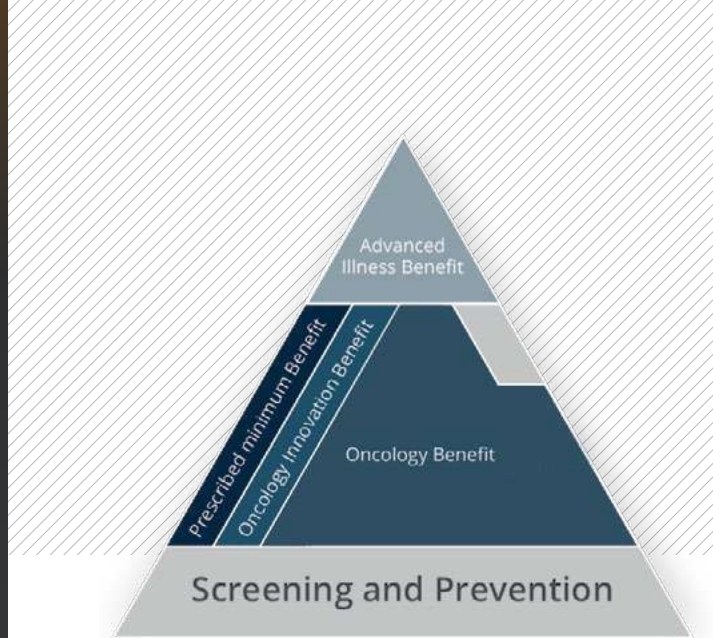 Advanced
Illness Benefit
Prescribed minimum Benefit
Oncology Innovation Benefit
Oncology Benefit
Screening and Prevention